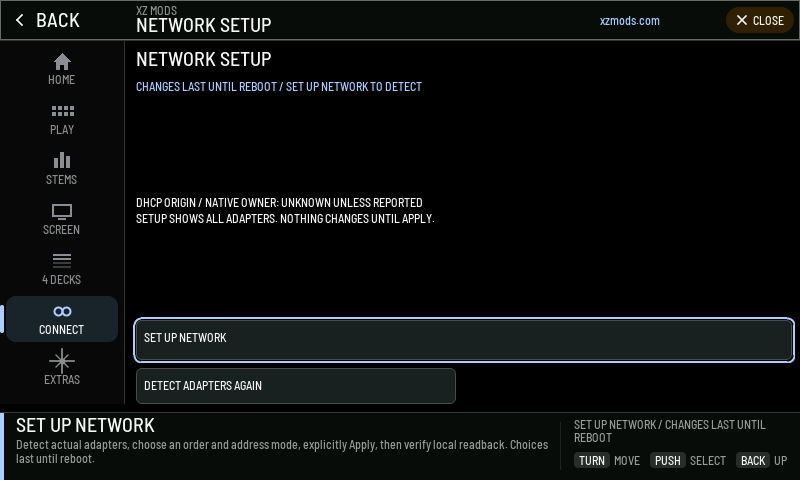 BACK
XZ MODS
NETWORK SETUP
xzmods.com
CLOSE
HOME
PLAY
STEMS
SCREEN
4 DECKS
CONNECT
EXTRAS
NETWORK SETUP
CHANGES LAST UNTIL REBOOT / SET UP NETWORK TO DETECT
DHCP ORIGIN / NATIVE OWNER: UNKNOWN UNLESS REPORTED
SETUP SHOWS ALL ADAPTERS. NOTHING CHANGES UNTIL APPLY.
SET UP NETWORK
DETECT ADAPTERS AGAIN
SET UP NETWORK
Detect actual adapters, choose an order and address mode, explicitly Apply, then verify local readback. Choices
last until reboot.
SET UP NETWORK / CHANGES LAST UNTIL
REBOOT
TURN MOVE PUSH SELECT BACK UP